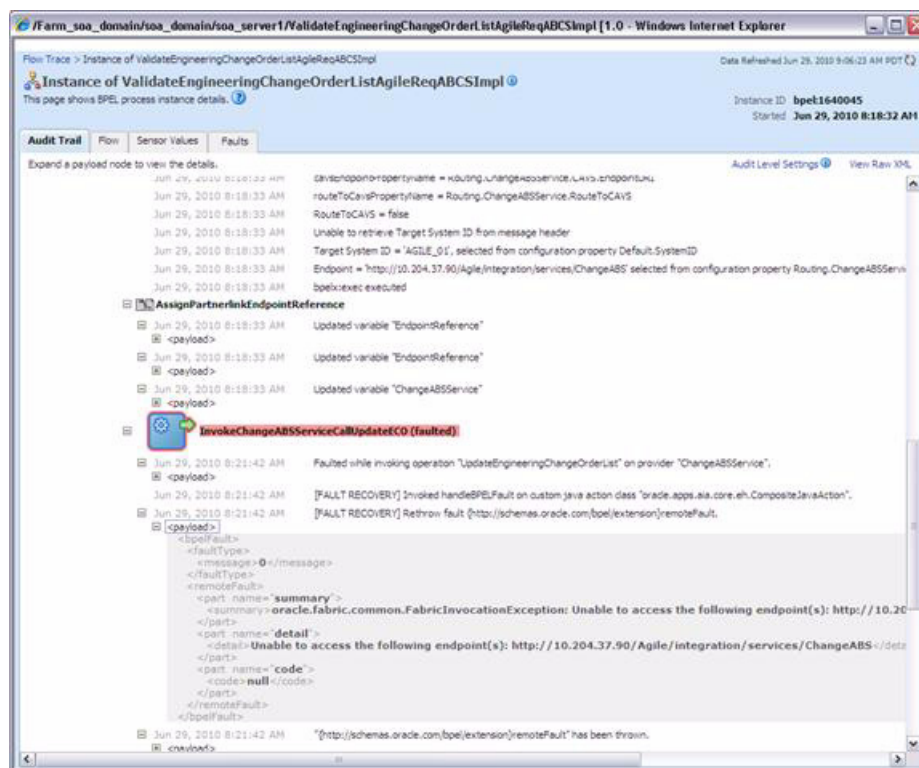 /Farm_soa_domain/soa_domain/soa_server1/ValidateEngineeringChangeOrderListAgileReqABCSImpl [1.0 - Windows Internet Explorer
Flow Trace > Instance of ValidateEngineeringChangeOrderListAgileReqABCSImpl
Data Refreshed Jun 29, 2010 9:06:23 AM PDT
Instance of ValidateEngineeringChangeOrderListAgileReqABCSImpl
This page shows BPEL process instance details.
Instance ID bpel:1640045
Started Jun 29, 2010 8:18:32 AM
Audit Trail Flow Sensor Values Faults
Expand a payload node to view the details.
Audit Level Settings View Raw XML
Jun 29, 2010 8:18:33 AM cavsEndpointPropertyName = Routing.ChangeABSService.CAVS.EndpointURI
Jun 29, 2010 8:18:33 AM routeToCavsPropertyName = Routing.ChangeABSService.RouteToCAVS
Jun 29, 2010 8:18:33 AM RouteToCAVS = false
Jun 29, 2010 8:18:33 AM Unable to retrieve Target System ID from message header
Jun 29, 2010 8:18:33 AM Target System ID = 'AGILE_01', selected from configuration property Default.SystemID
Jun 29, 2010 8:18:33 AM Endpoint = 'http://10.204.37.90/Agile/integration/services/ChangeABS' selected from configuration property Routing.ChangeABSServi
Jun 29, 2010 8:18:33 AM bpelx:exec executed
AssignPartnerlinkEndpointReference
Jun 29, 2010 8:18:33 AM Updated variable "EndpointReference"
<payload>
Jun 29, 2010 8:18:33 AM Updated variable "EndpointReference"
<payload>
Jun 29, 2010 8:18:33 AM Updated variable "ChangeABSService"
<payload>
InvokeChangeABSServiceCallUpdateECO (faulted)
Jun 29, 2010 8:21:42 AM Faulted while invoking operation "UpdateEngineeringChangeOrderList" on provider "ChangeABSService".
<payload>
Jun 29, 2010 8:21:42 AM [FAULT RECOVERY] Invoked handleBPELFault on custom java action class "oracle.apps.aia.core.eh.CompositeJavaAction".
Jun 29, 2010 8:21:42 AM [FAULT RECOVERY] Rethrow fault {http://schemas.oracle.com/bpel/extension}remoteFault.
<payload>
<bpelFault>
<faultType>
<message>0</message>
</faultType>
<remoteFault>
<part name="summary">
<summary>oracle.fabric.common.FabricInvocationException: Unable to access the following endpoint(s): http://10.20
</part>
<part name="detail">
<detail>Unable to access the following endpoint(s): http://10.204.37.90/Agile/integration/services/ChangeABS</deta
</part>
<part name="code">
<code>null</code>
</part>
</remoteFault>
</bpelFault>
Jun 29, 2010 8:21:42 AM "{http://schemas.oracle.com/bpel/extension}remoteFault" has been thrown.
<payload>